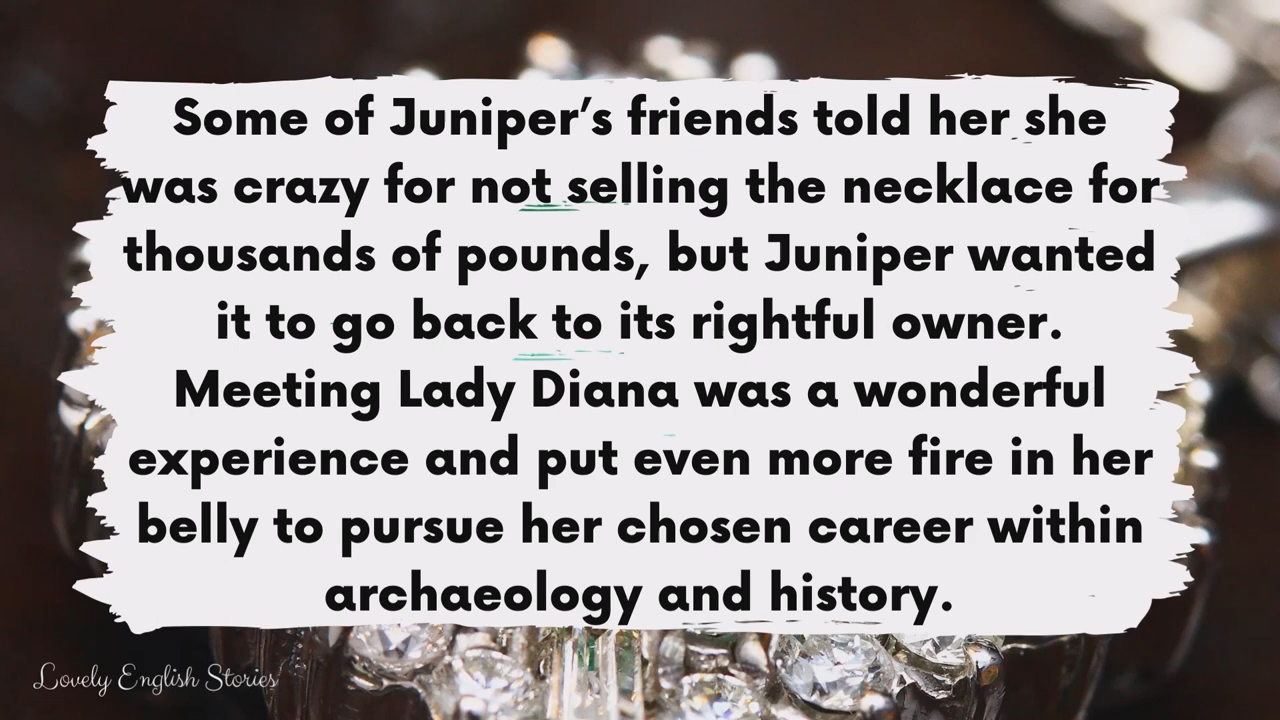 Some of Juniper’s friends told her she
was crazy for not selling the necklace for
thousands of pounds, but Juniper wanted
it to go back to its rightful owner.
Meeting Lady Diana was a wonderful
experience and put even more fire in her
belly to pursue her chosen career within
archaeology and history.
Lovely English Stories